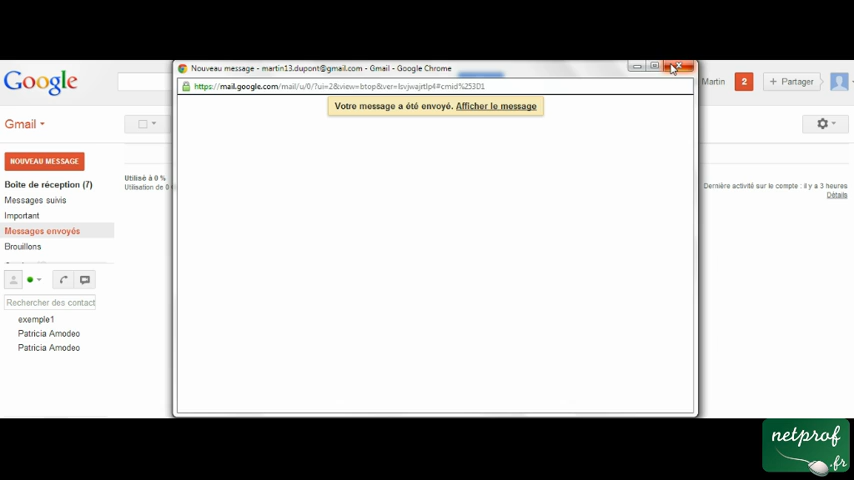 Nouveau message - martin13.dupont@gmail.com - Gmail - Google Chrome
https://mail.google.com/mail/u/0/?ui=2&view=btop&ver=
Votre message a été envoyé. Afficher le message
Google
Martin
2
+ Partager
Gmail
NOUVEAU MESSAGE
Boîte de réception (7)
Messages suivis
Important
Messages envoyés
Brouillons
Utilisé à 0 %
Utilisation de 0
Dernière activité sur le compte : il y a 3 heures
Détails
Rechercher des contact
exemple1
Patricia Amodeo
Patricia Amodeo
netprof
.fr